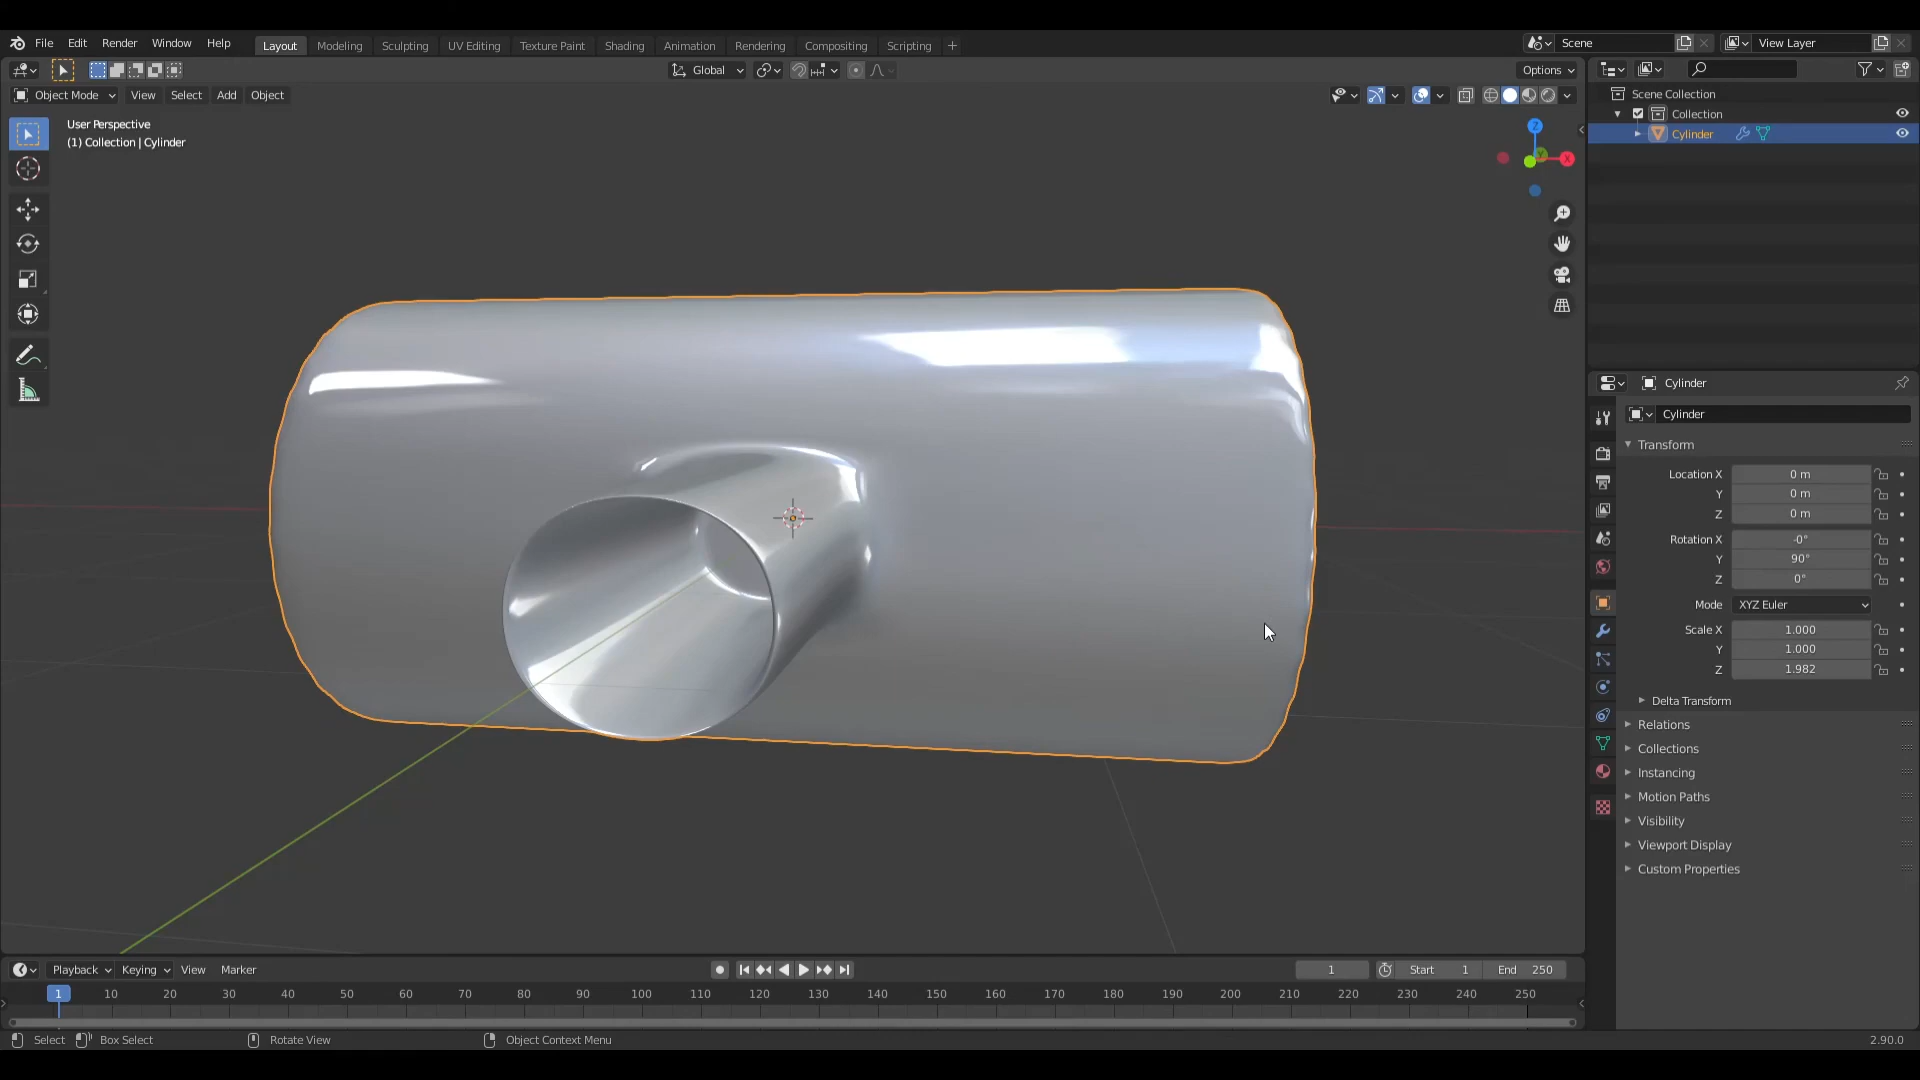 File Edit Render Window Help Layout Modeling Sculpting UV Editing Texture Paint Shading Animation Rendering Compositing Scripting + Scene View Layer
Global Options
Object Mode View Select Add Object
User Perspective
(1) Collection | Cylinder
Z
X
Scene Collection
Collection
Cylinder
Cylinder
Cylinder
Transform
Location X 0 m
Y 0 m
Z 0 m
Rotation X -0°
Y 90°
Z 0°
Mode XYZ Euler
Scale X 1.000
Y 1.000
Z 1.982
Delta Transform
Relations
Collections
Instancing
Motion Paths
Visibility
Viewport Display
Custom Properties
Playback Keying View Marker 1 Start 1 End 250
1 10 20 30 40 50 60 70 80 90 100 110 120 130 140 150 160 170 180 190 200 210 220 230 240 250
Select Box Select Rotate View Object Context Menu 2.90.0